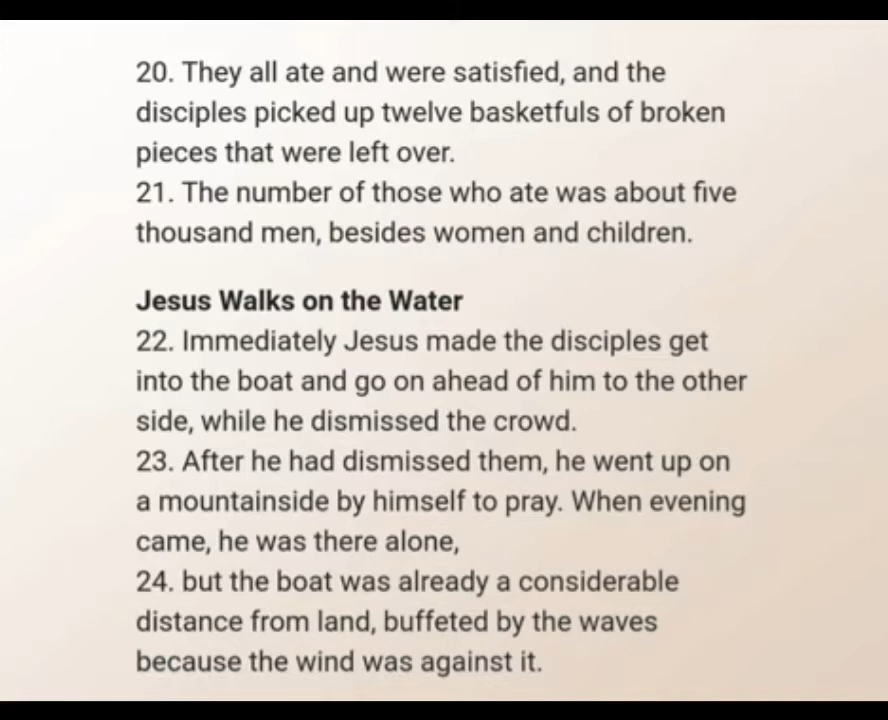 20. They all ate and were satisfied, and the
disciples picked up twelve basketfuls of broken
pieces that were left over.
21. The number of those who ate was about five
thousand men, besides women and children.
Jesus Walks on the Water
22. Immediately Jesus made the disciples get
into the boat and go on ahead of him to the other
side, while he dismissed the crowd.
23. After he had dismissed them, he went up on
a mountainside by himself to pray. When evening
came, he was there alone,
24. but the boat was already a considerable
distance from land, buffeted by the waves
because the wind was against it.